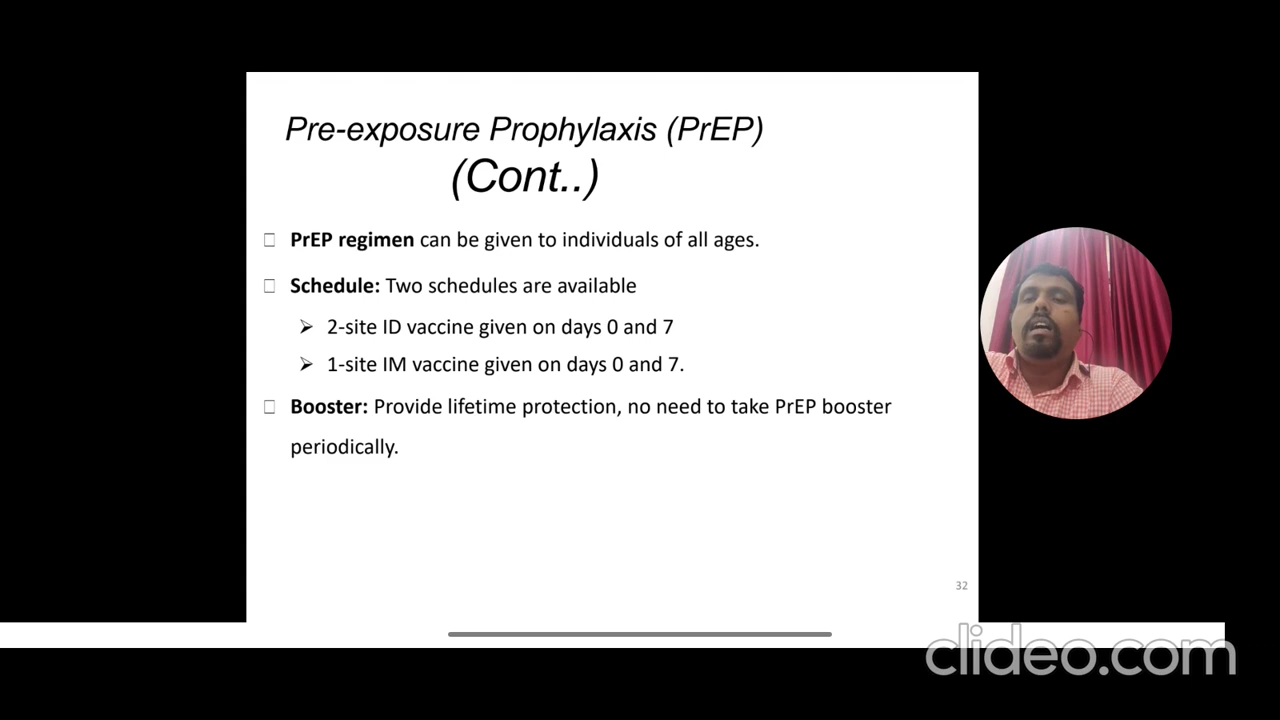 Pre-exposure Prophylaxis (PrEP)
(Cont..)
PrEP regimen can be given to individuals of all ages.
Schedule: Two schedules are available
2-site ID vaccine given on days 0 and 7
1-site IM vaccine given on days 0 and 7.
Booster: Provide lifetime protection, no need to take PrEP booster
periodically.
32
clideo.com